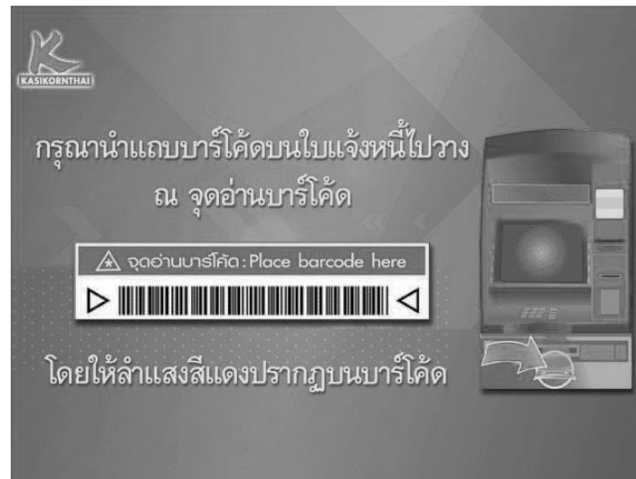 KASIKORNTHAI
กรุณานำแถบบาร์โค้ดบนใบแจ้งหนี้ไปวาง
ณ จุดอ่านบาร์โค้ด
จุดอ่านบาร์โค้ด : Place barcode here
โดยให้ลำแสงสีแดงปรากฏบนบาร์โค้ด